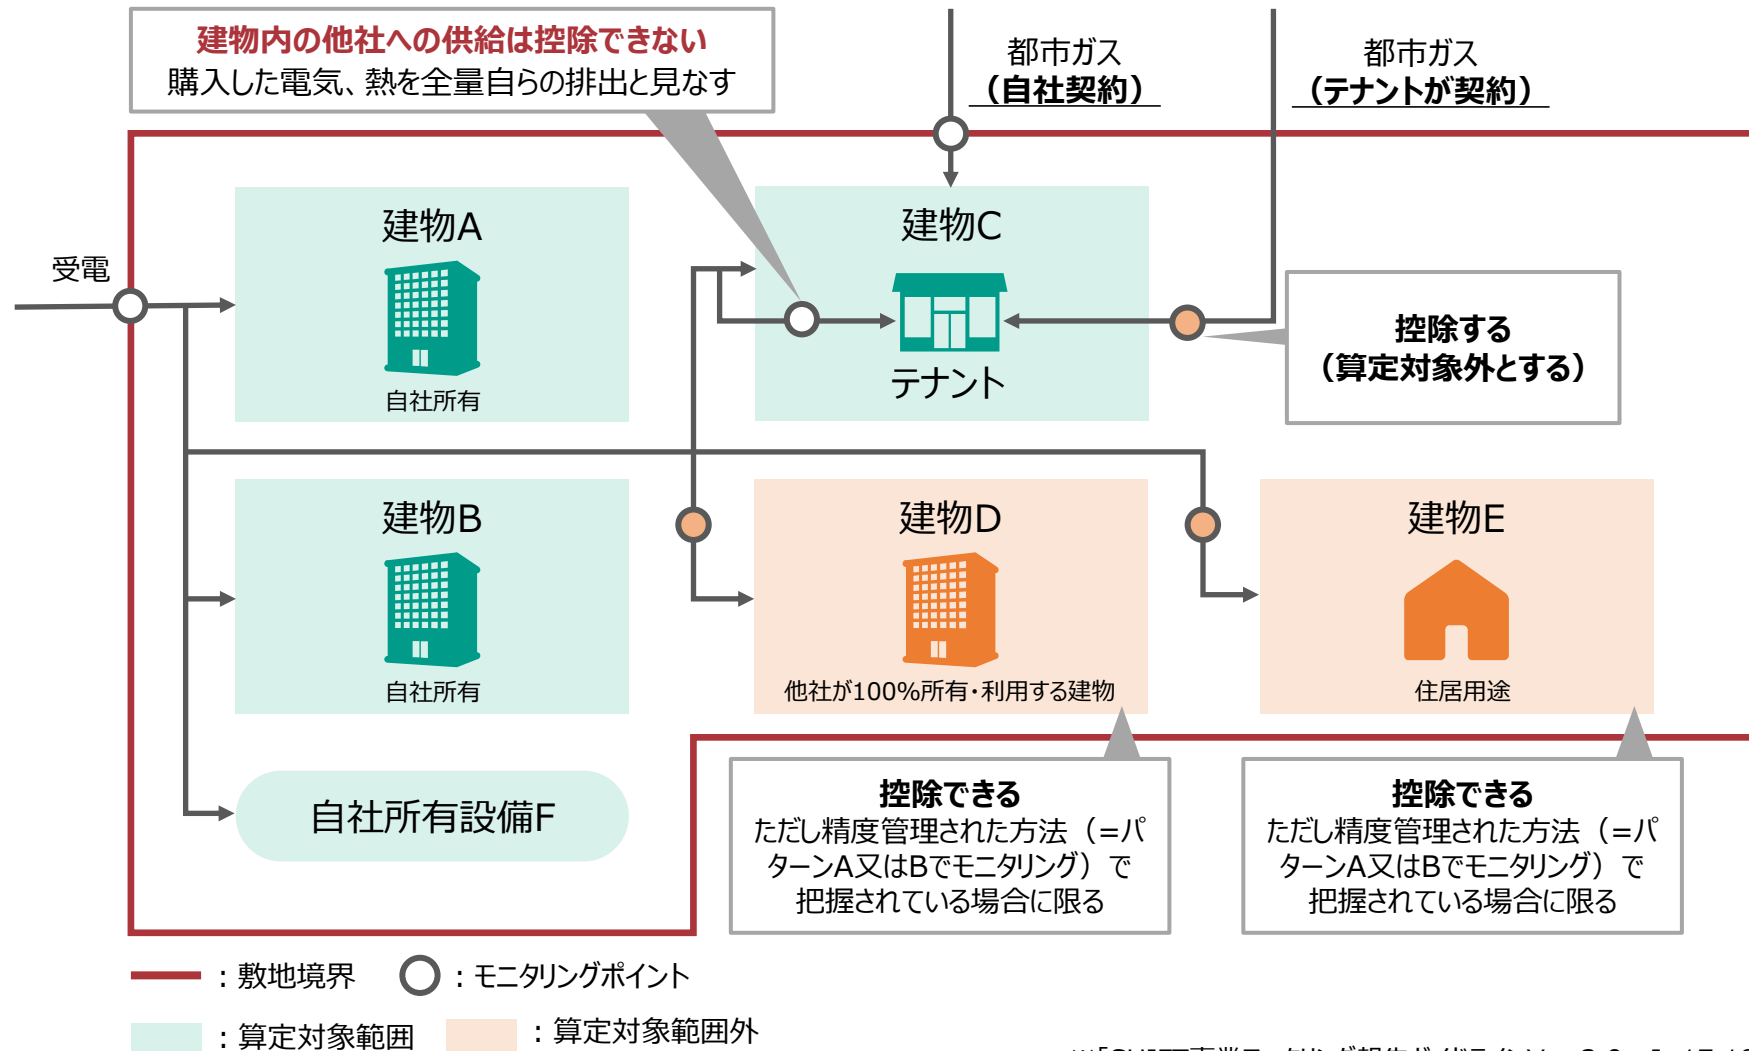 建物内の他社への供給は控除できない
購入した電気、熱を全量自らの排出と見なす
都市ガス
（自社契約）
都市ガス
（テナントが契約）
受電
建物A
自社所有
建物C
テナント
控除する
（算定対象外とする）
建物B
自社所有
建物D
他社が100%所有・利用する建物
建物E
住居用途
自社所有設備F
控除できる
ただし精度管理された方法（=パ
ターンA又はBでモニタリング）で
把握されている場合に限る
控除できる
ただし精度管理された方法（=パ
ターンA又はBでモニタリング）で
把握されている場合に限る
：敷地境界
：モニタリングポイント
：算定対象範囲
：算定対象範囲外